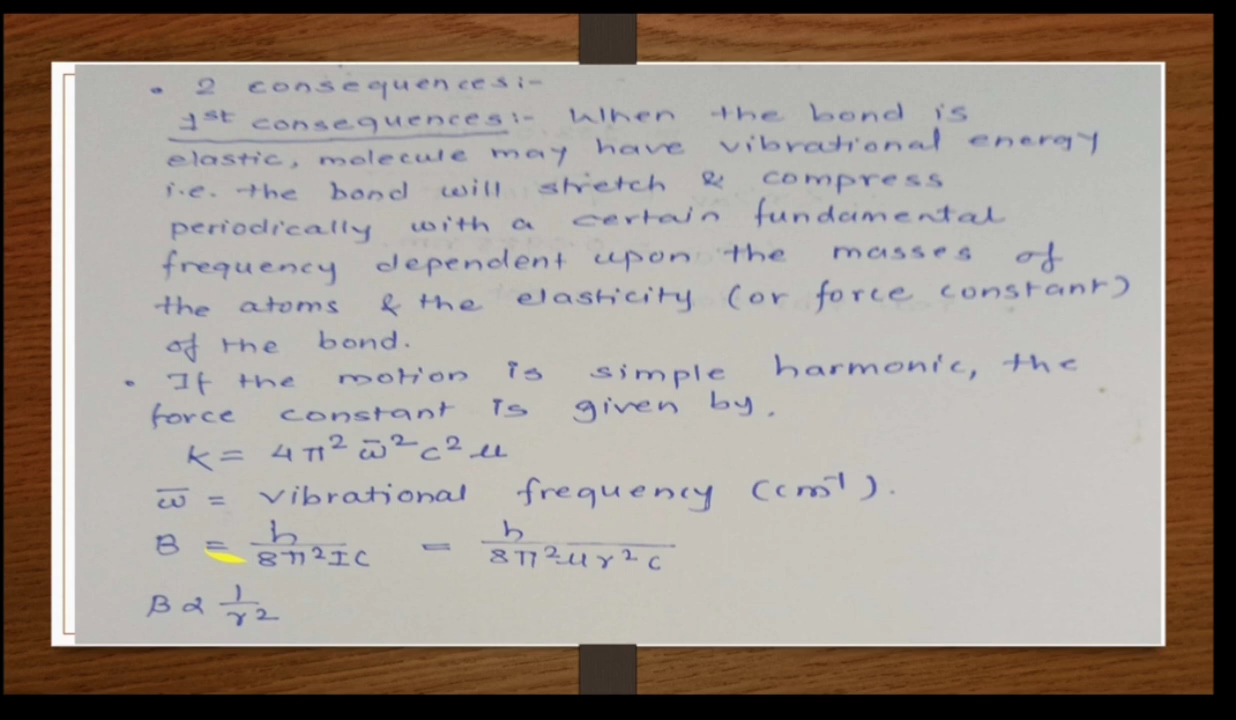 • 2 consequences:-
1st consequences:- When the bond is
elastic, molecule may have vibrational energy
i.e. the bond will stretch & compress
periodically with a certain fundamental
frequency dependent upon the masses of
the atoms & the elasticity (or force constant)
of the bond.
• If the motion is simple harmonic, the
force constant is given by,
K = 4π² ω̄² c² μ
ω̄ = vibrational frequency (cm⁻¹).
B = h / 8π²IC = h / 8π²μr²c
B α 1/r²